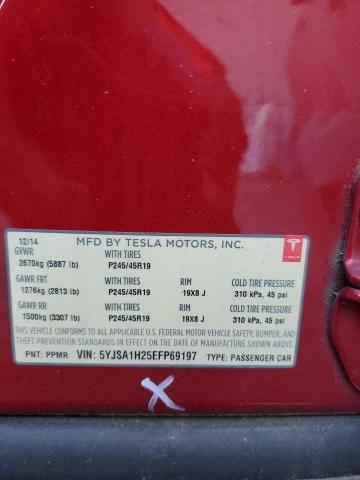 12/14 MFD BY TESLA MOTORS, INC.
GVWR WITH TIRES
2670kg (5887 lb) P245/45R19 TESLA
GAWR FRT WITH TIRES RIM COLD TIRE PRESSURE
1276kg (2813 lb) P245/45R19 19X8 J 310 kPa, 45 psi
GAWR RR WITH TIRES RIM COLD TIRE PRESSURE
1500kg (3307 lb) P245/45R19 19X8 J 310 kPa, 45 psi
THIS VEHICLE CONFORMS TO ALL APPLICABLE U.S. FEDERAL MOTOR VEHICLE SAFETY, BUMPER,
AND THEFT PREVENTION STANDARDS IN EFFECT ON THE DATE OF MANUFACTURE SHOWN ABOVE.
PNT: PPMR VIN: 5YJSA1H25EFP69197 TYPE: PASSENGER CAR
X